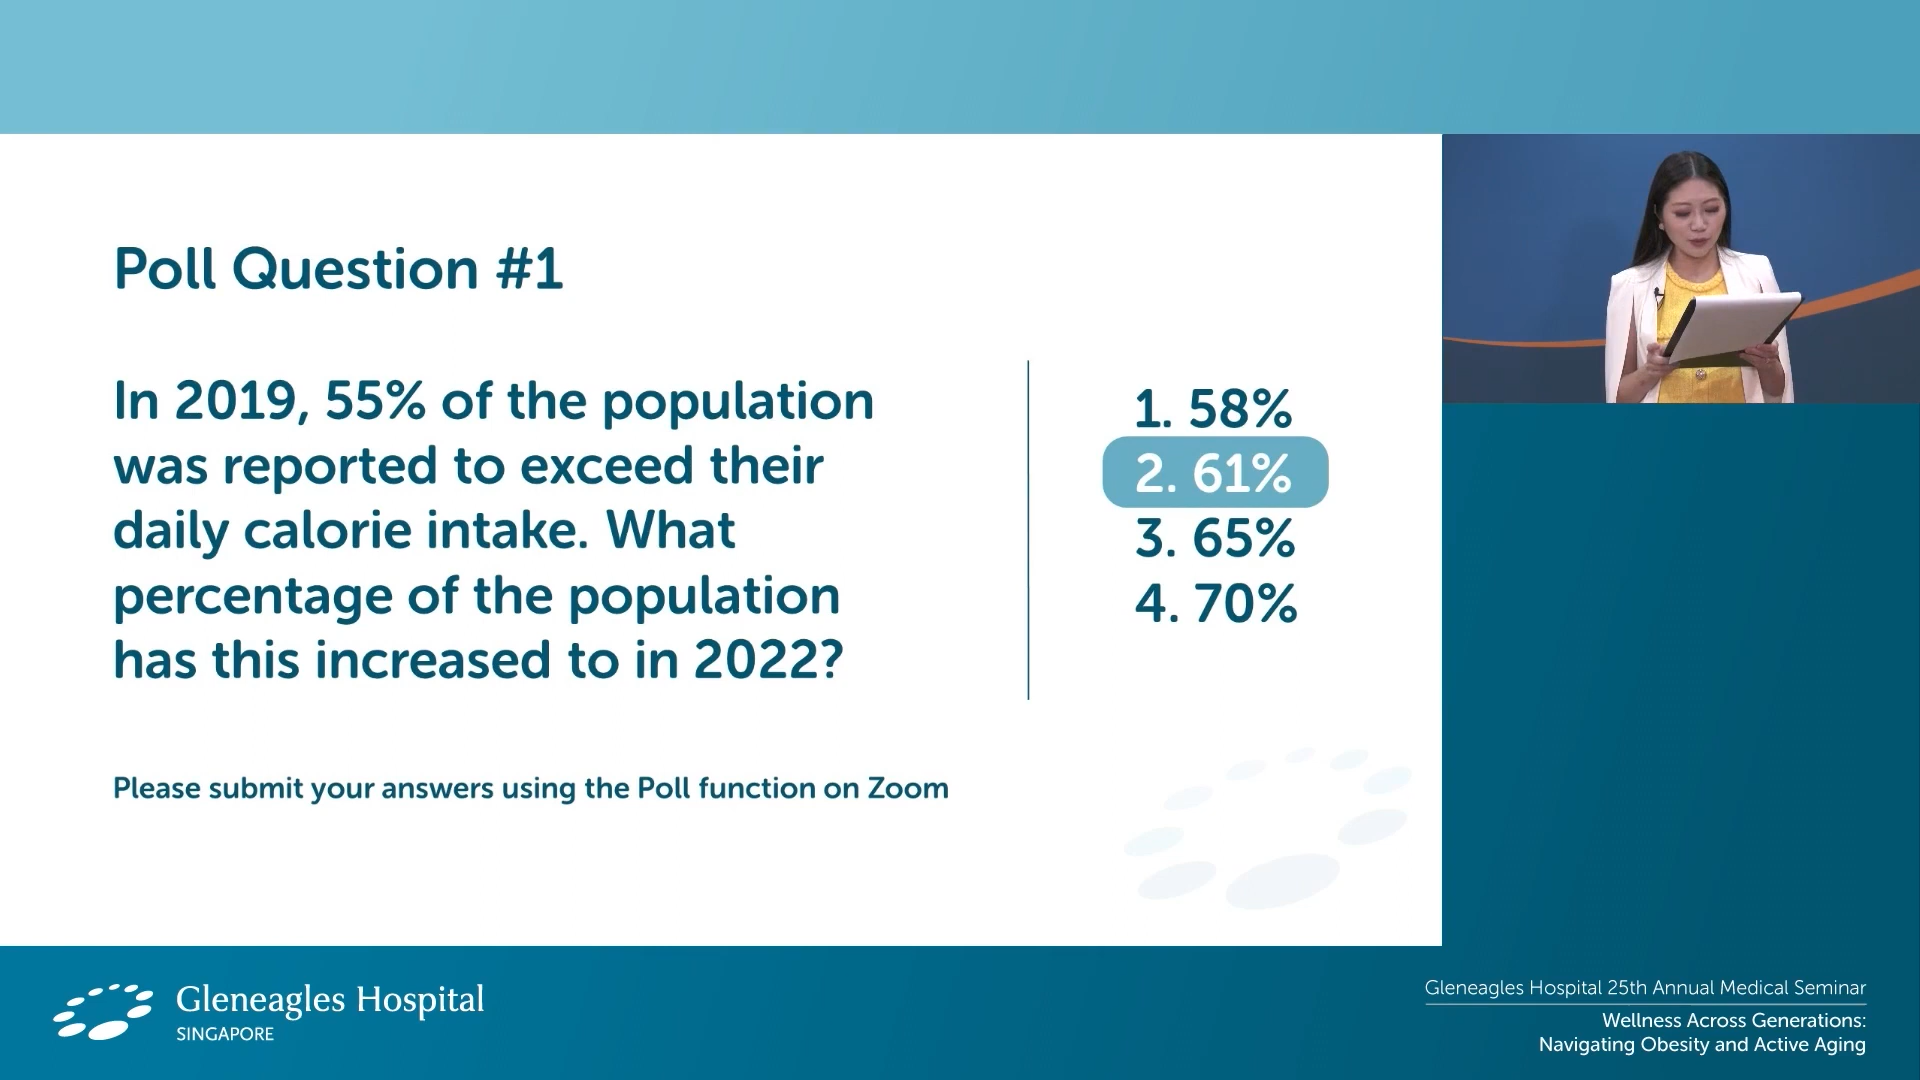 Poll Question #1
In 2019, 55% of the population
was reported to exceed their
daily calorie intake. What
percentage of the population
has this increased to in 2022?
1. 58%
2. 61%
3. 65%
4. 70%
Please submit your answers using the Poll function on Zoom
Gleneagles Hospital
SINGAPORE
Gleneagles Hospital 25th Annual Medical Seminar
Wellness Across Generations:
Navigating Obesity and Active Aging